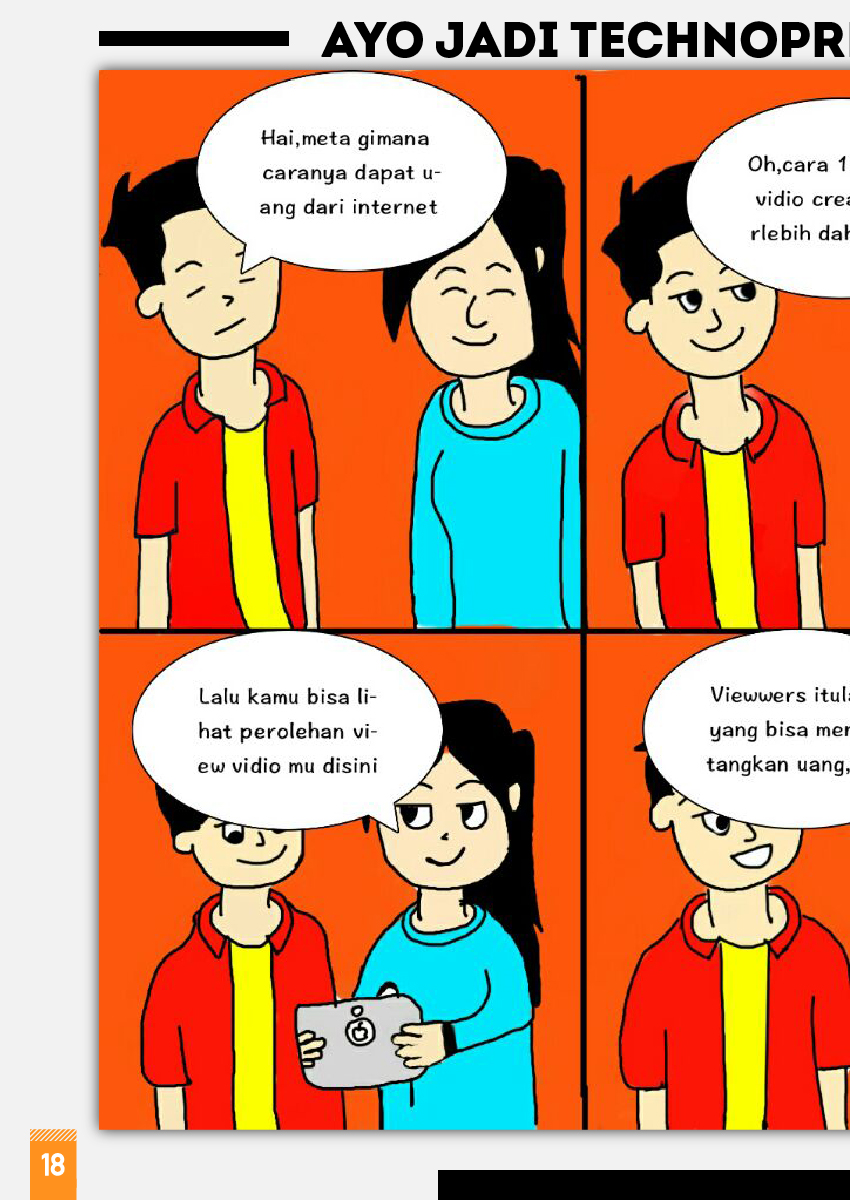 AYO JADI TECHNOPR
Hai,meta gimana
caranya dapat u-
ang dari internet
Oh,cara 1
vidio crea
rlebih dah
Lalu kamu bisa li-
hat perolehan vi-
ew vidio mu disini
Viewwers itula
yang bisa mer
tangkan uang,
18